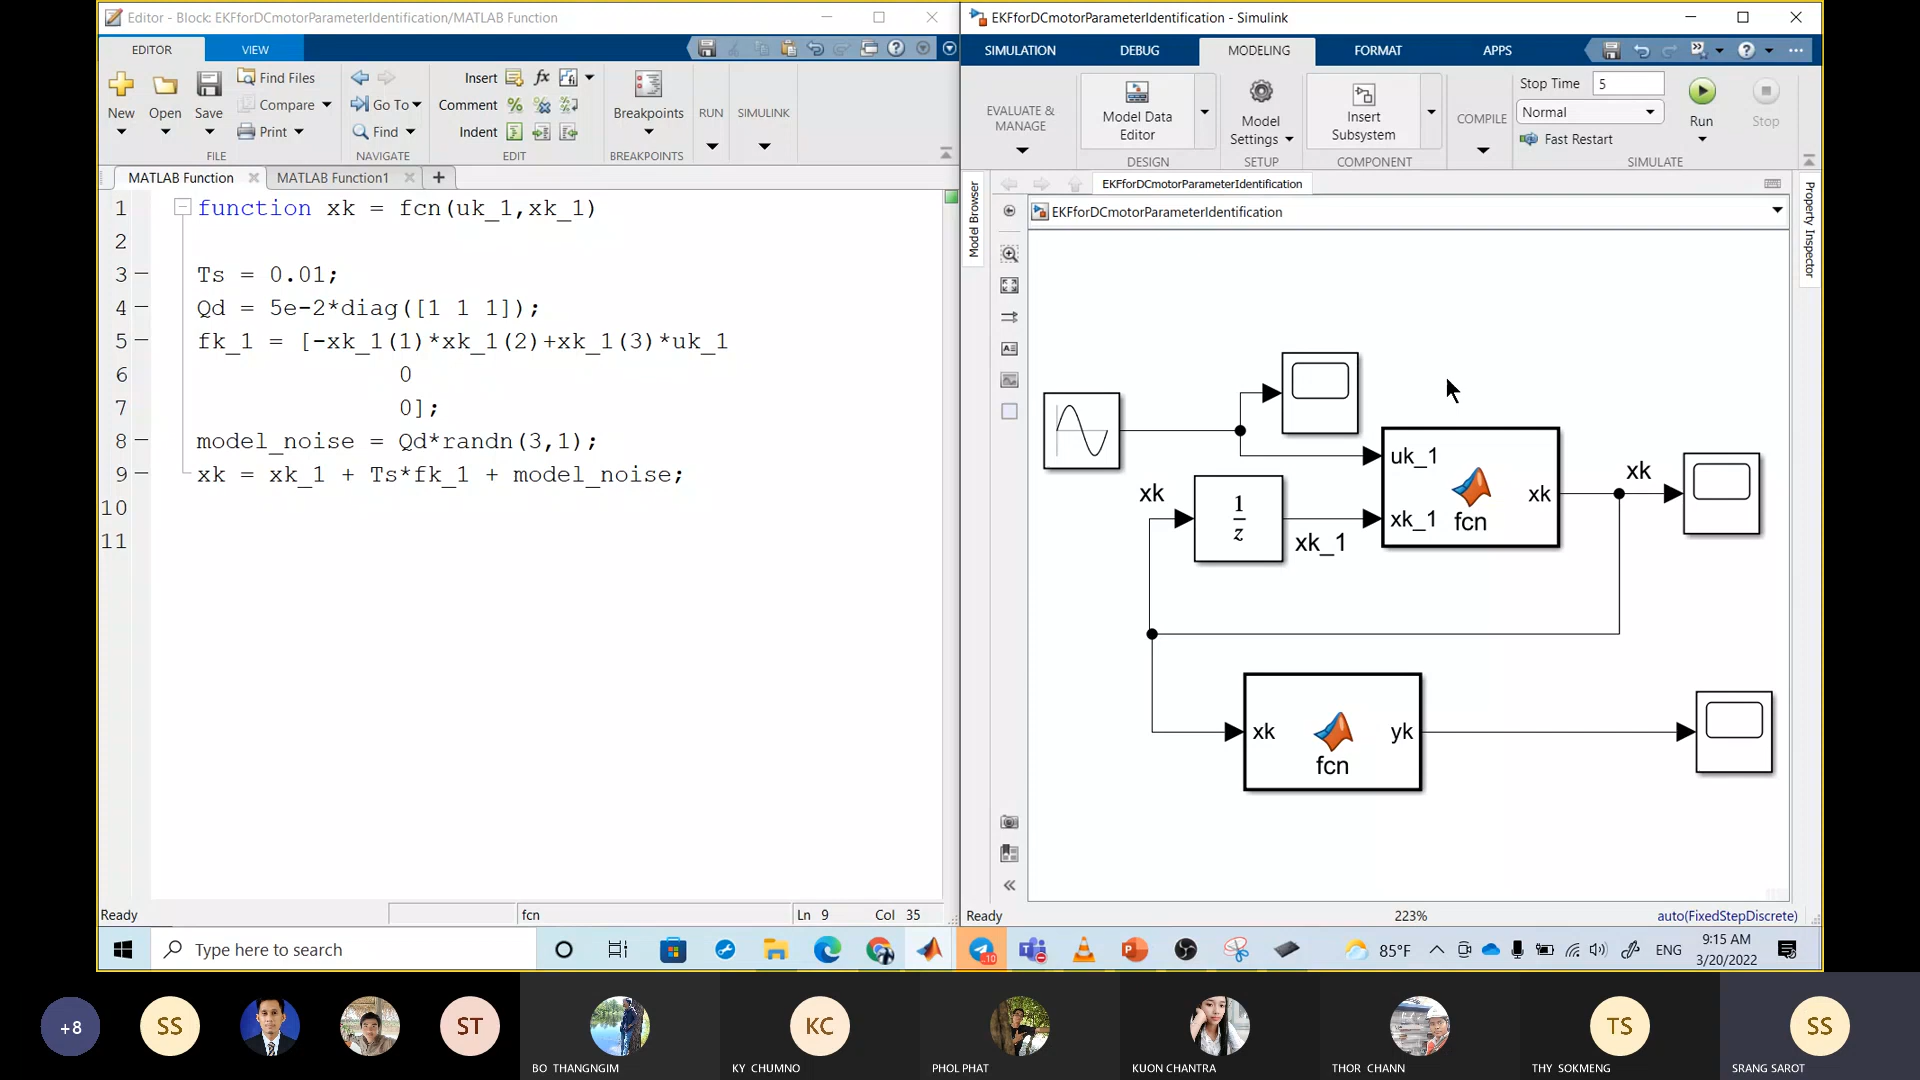 Editor - Block: EKFforDCmotorParameterIdentification/MATLAB Function
EDITOR
VIEW
New
Open
Save
Find Files
Compare
Print
FILE
Go To
Find
NAVIGATE
Insert
fx
Comment
Indent
EDIT
Breakpoints
BREAKPOINTS
RUN
SIMULINK
MATLAB Function
MATLAB Function1
1 function xk = fcn(uk_1,xk_1)
2
3 Ts = 0.01;
4 Qd = 5e-2*diag([1 1 1]);
5 fk_1 = [-xk_1(1)*xk_1(2)+xk_1(3)*uk_1
6 0
7 0];
8 model_noise = Qd*randn(3,1);
9 xk = xk_1 + Ts*fk_1 + model_noise;
10
11
Ready
fcn
Ln 9 Col 35
EKFforDCmotorParameterIdentification - Simulink
SIMULATION
DEBUG
MODELING
FORMAT
APPS
EVALUATE &
MANAGE
Model Data
Editor
DESIGN
Model
Settings
SETUP
Insert
Subsystem
COMPONENT
COMPILE
Stop Time 5
Normal
Fast Restart
Run
Stop
SIMULATE
Model Browser
Property Inspector
EKFforDCmotorParameterIdentification
EKFforDCmotorParameterIdentification
uk_1
xk_1
fcn
xk
xk
xk
1
z
xk_1
xk
fcn
yk
Ready
223%
auto(FixedStepDiscrete)
Type here to search
10
85°F
ENG
9:15 AM
3/20/2022
+8
SS
ST
BO THANGNGIM
KC
KY CHUMNO
PHOL PHAT
KUON CHANTRA
THOR CHANN
TS
THY SOKMENG
SS
SRANG SAROT